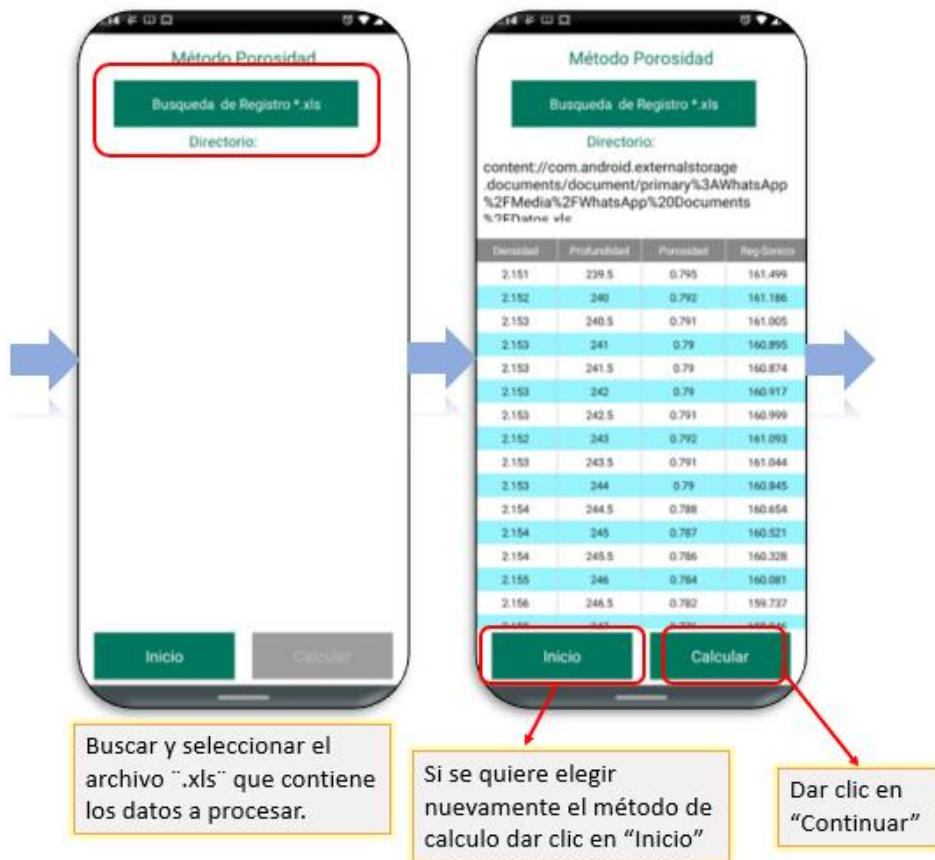 Método Porosidad
Busqueda de Registro *.xls
Directorio:
Inicio
Calcular
Buscar y seleccionar el
archivo ¨.xls¨ que contiene
los datos a procesar.
Método Porosidad
Busqueda de Registro *.xls
Directorio:
content://com.android.externalstorage
.documents/document/primary%3AWhatsApp
%2FMedia%2FWhatsApp%20Documents
%2FDatos.xls
Densidad Profundidad Porosidad Reg-Sonico
2.151 239.5 0.795 161.499
2.152 240 0.792 161.186
2.153 240.5 0.791 161.005
2.153 241 0.79 160.895
2.153 241.5 0.79 160.874
2.153 242 0.79 160.917
2.153 242.5 0.791 160.999
2.152 243 0.792 161.093
2.153 243.5 0.791 161.044
2.153 244 0.79 160.845
2.154 244.5 0.788 160.654
2.154 245 0.787 160.521
2.154 245.5 0.786 160.328
2.155 246 0.784 160.081
2.156 246.5 0.782 159.737
Inicio
Calcular
Si se quiere elegir
nuevamente el método de
calculo dar clic en “Inicio”
Dar clic en
“Continuar”